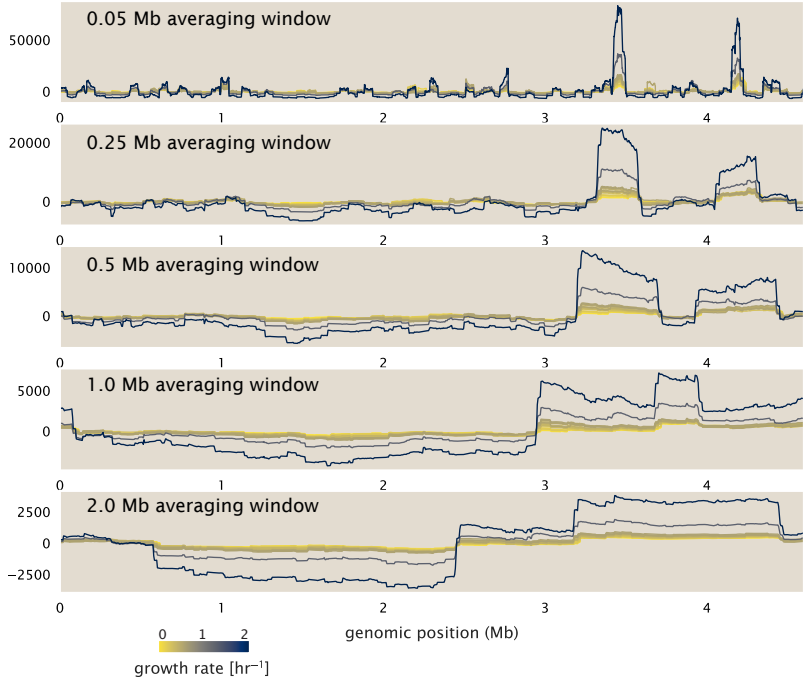 0.05 Mb averaging window
50000
0
0 1 2 3 4
0.25 Mb averaging window
20000
0
0 1 2 3 4
0.5 Mb averaging window
10000
0
0 1 2 3 4
1.0 Mb averaging window
5000
0
0 1 2 3 4
2.0 Mb averaging window
2500
0
−2500
0 1 2 3 4
genomic position (Mb)
0 1 2
growth rate [hr⁻¹]